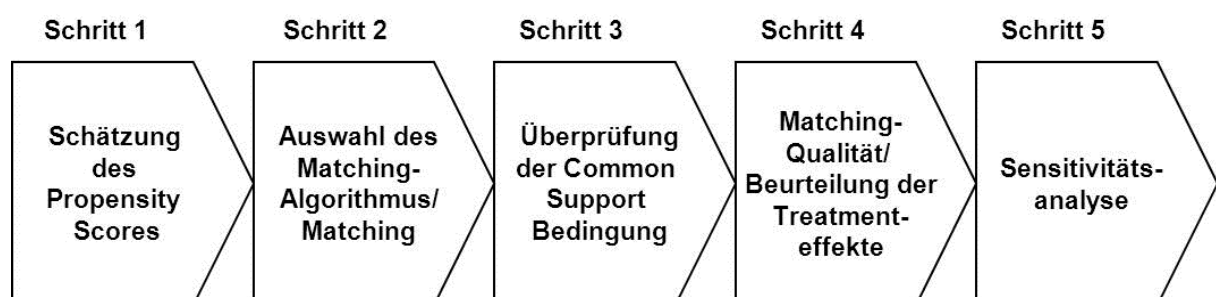 Schritt 1
Schritt 2
Schritt 3
Schritt 4
Schritt 5
Schätzung
des
Propensity
Scores
Auswahl des
Matching-
Algorithmus/
Matching
Überprüfung
der Common
Support
Bedingung
Matching-
Qualität/
Beurteilung der
Treatment-
effekte
Sensitivitäts-
analyse